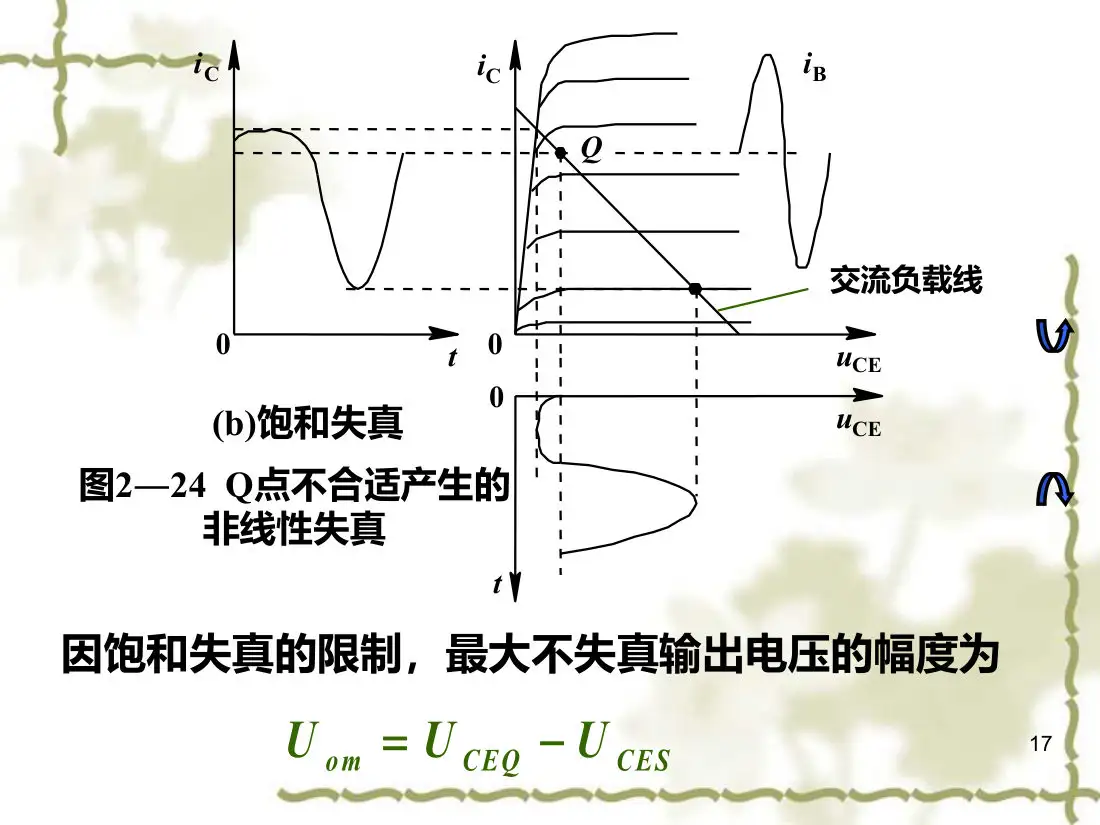 iC
iC
iB
Q
交流负载线
0
t
0
uCE
0
uCE
(b)饱和失真
图2—24 Q点不合适产生的
非线性失真
t
因饱和失真的限制，最大不失真输出电压的幅度为
Uom = UCEQ − UCES
17